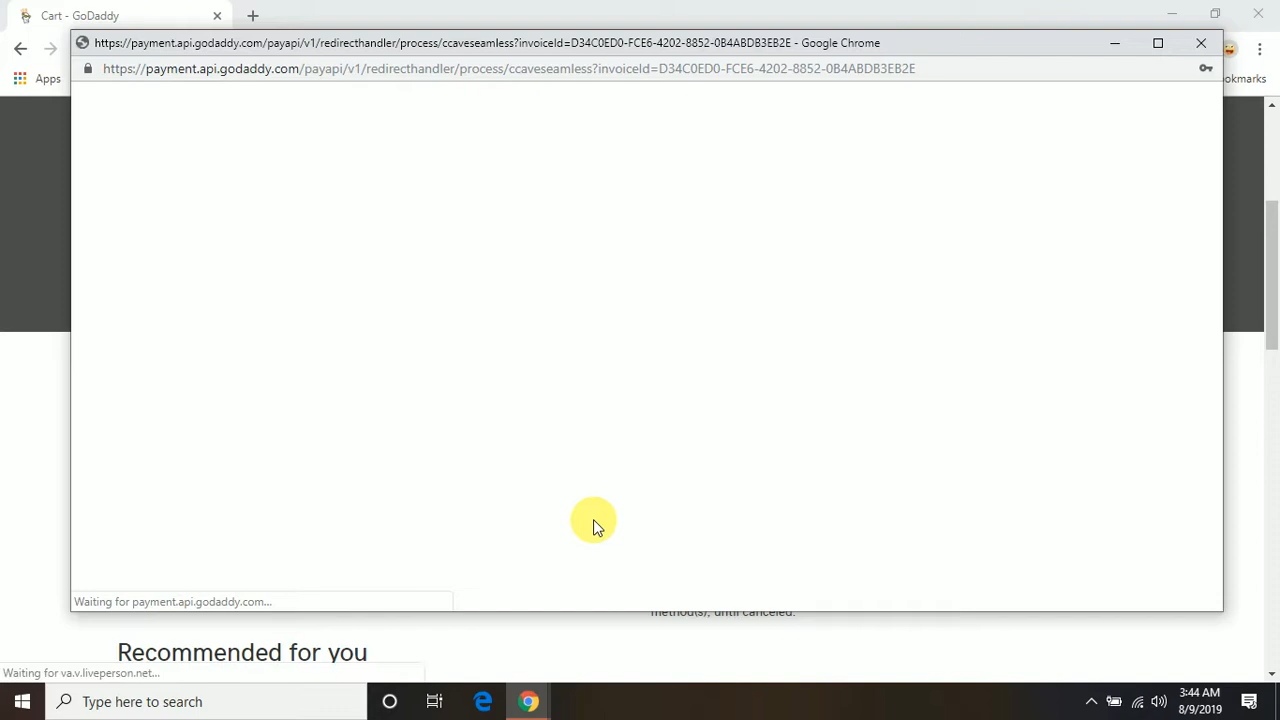 Cart - GoDaddy
https://payment.api.godaddy.com/payapi/v1/redirecthandler/process/ccaveseamless?invoiceId=D34C0ED0-FCE6-4202-8852-0B4ABDB3EB2E - Google Chrome
https://payment.api.godaddy.com/payapi/v1/redirecthandler/process/ccaveseamless?invoiceId=D34C0ED0-FCE6-4202-8852-0B4ABDB3EB2E
Apps
okmarks
Waiting for payment.api.godaddy.com...
method(s), until canceled.
Recommended for you
Waiting for va.v.liveperson.net...
Type here to search
3:44 AM
8/9/2019